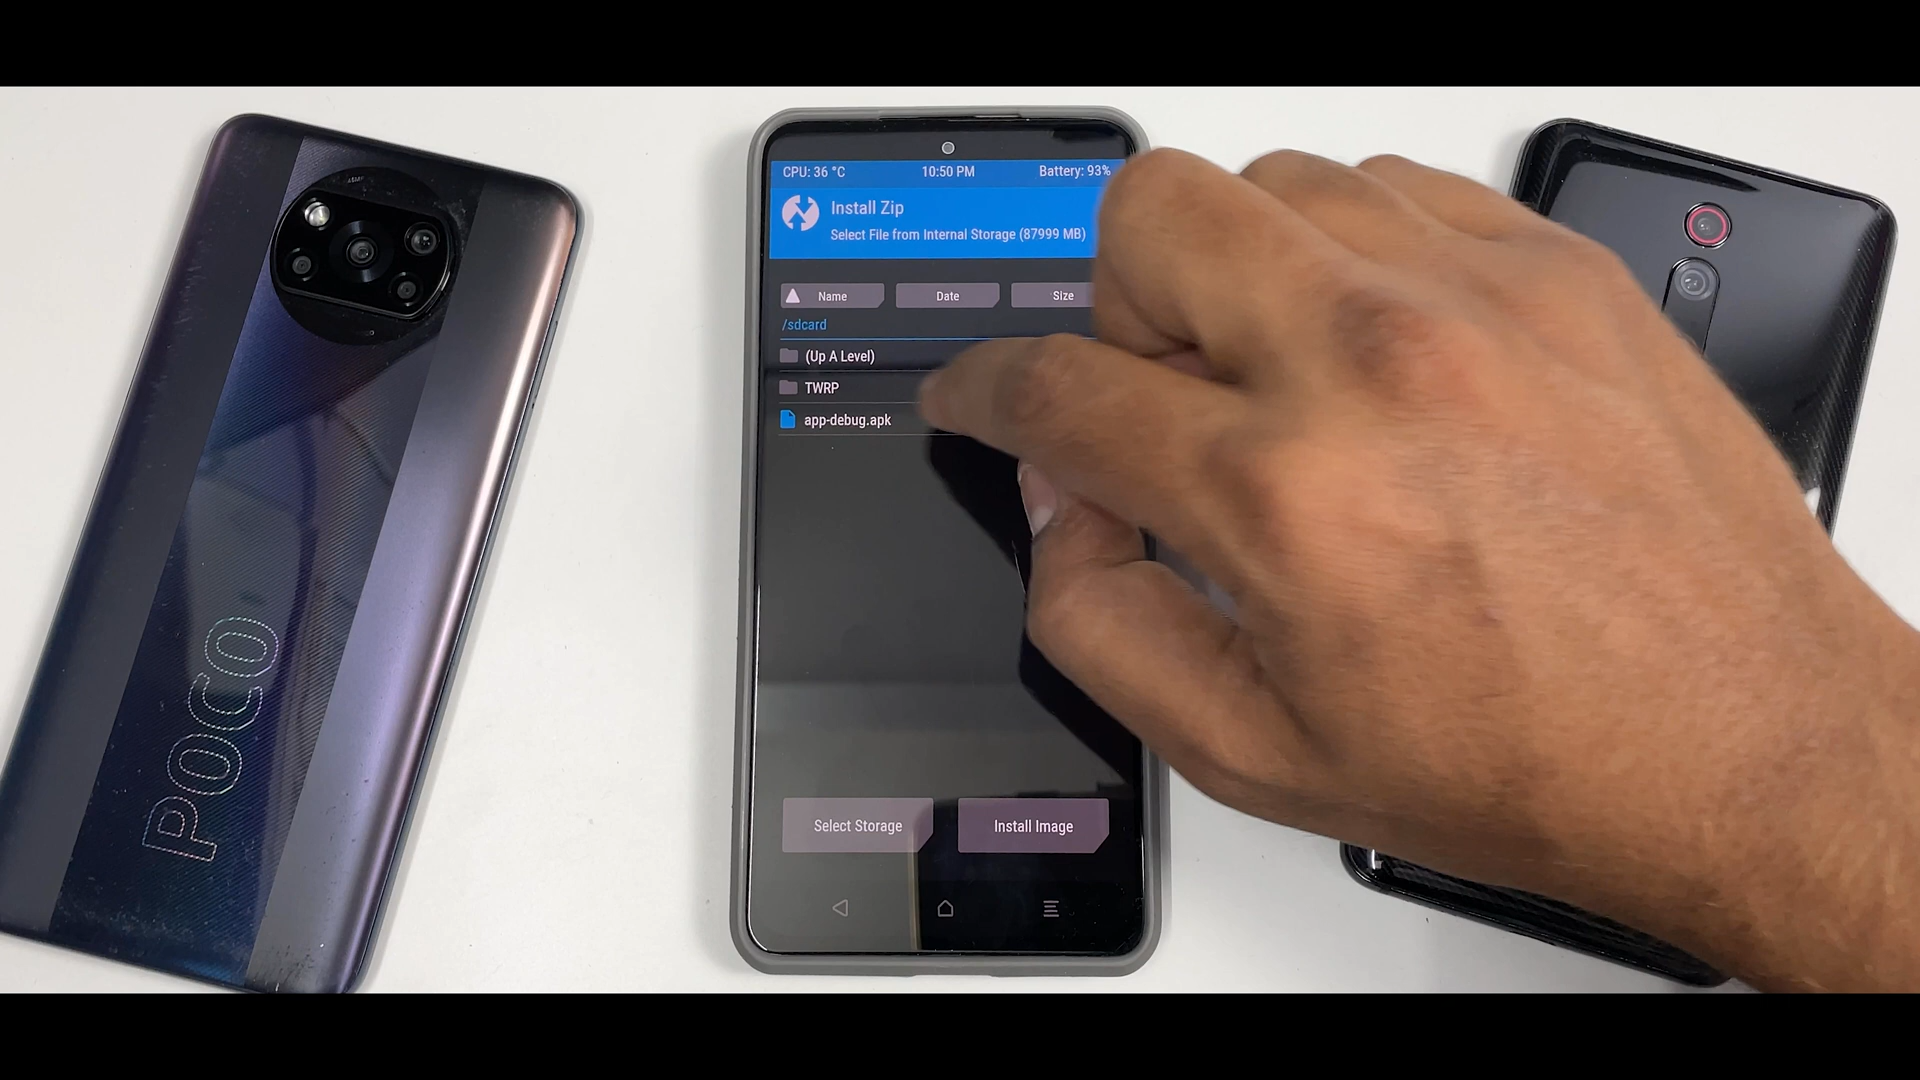 CPU: 36 °C 10:50 PM Battery: 93%
Install Zip
Select File from Internal Storage (87999 MB)
Name Date Size
/sdcard
(Up A Level)
TWRP
app-debug.apk
Select Storage Install Image
POCO